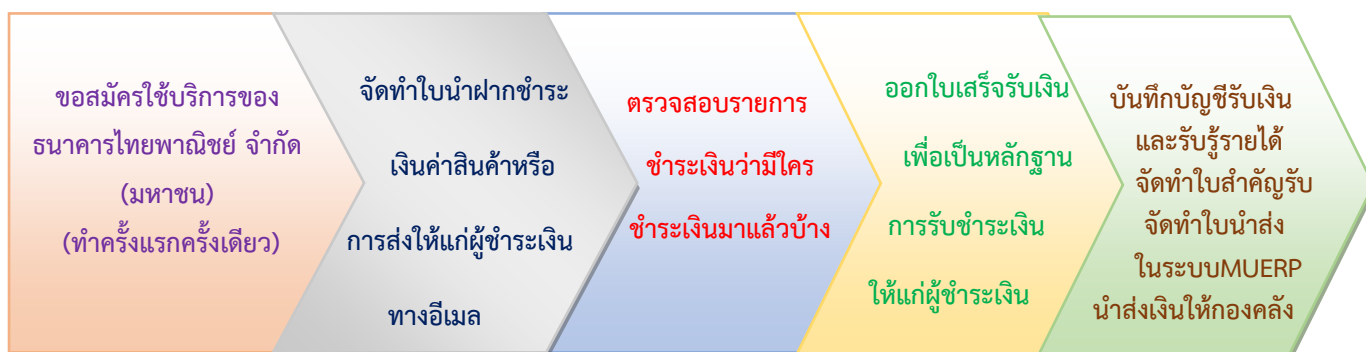 ขอสมัครใช้บริการของ
ธนาคารไทยพาณิชย์ จำกัด
(มหาชน)
(ทำครั้งแรกครั้งเดียว)
จัดทำใบนำฝากชำระ
เงินค่าสินค้าหรือ
การส่งให้แก่ผู้ชำระเงิน
ทางอีเมล
ตรวจสอบรายการ
ชำระเงินว่ามีใคร
ชำระเงินมาแล้วบ้าง
ออกใบเสร็จรับเงิน
เพื่อเป็นหลักฐาน
การรับชำระเงิน
ให้แก่ผู้ชำระเงิน
บันทึกบัญชีรับเงิน
และรับรู้รายได้
จัดทำใบสำคัญรับ
จัดทำใบนำส่ง
ในระบบMUERP
นำส่งเงินให้กองคลัง